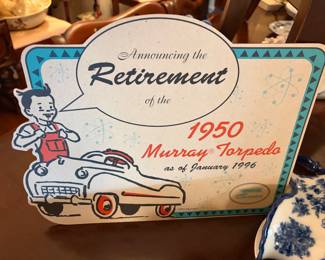 Announcing the
Retirement
of the
1950
Murray Torpedo
as of January 1996